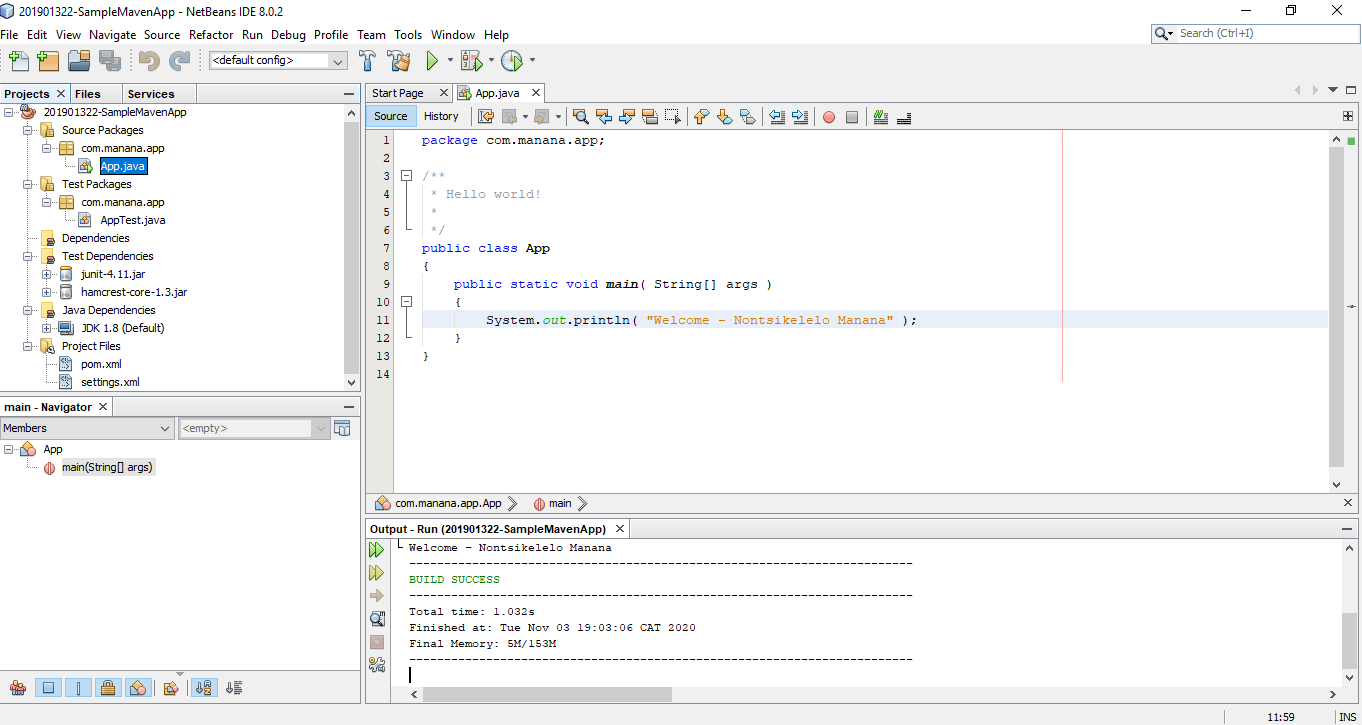 201901322-SampleMavenApp - NetBeans IDE 8.0.2
File Edit View Navigate Source Refactor Run Debug Profile Team Tools Window Help
Search (Ctrl+I)
<default config>
Projects Files Services
201901322-SampleMavenApp
Source Packages
com.manana.app
App.java
Test Packages
com.manana.app
AppTest.java
Dependencies
Test Dependencies
junit-4.11.jar
hamcrest-core-1.3.jar
Java Dependencies
JDK 1.8 (Default)
Project Files
pom.xml
settings.xml
main - Navigator
Members <empty>
App
main(String[] args)
Start Page App.java
Source History
1 package com.manana.app;
2
3 /**
4 * Hello world!
5 *
6 */
7 public class App
8 {
9 public static void main( String[] args )
10 {
11 System.out.println( "Welcome - Nontsikelelo Manana" );
12 }
13 }
14
com.manana.app.App main
Output - Run (201901322-SampleMavenApp)
Welcome - Nontsikelelo Manana
------------------------------------------------------------------------
BUILD SUCCESS
------------------------------------------------------------------------
Total time: 1.032s
Finished at: Tue Nov 03 19:03:06 CAT 2020
Final Memory: 5M/153M
------------------------------------------------------------------------
11:59 INS